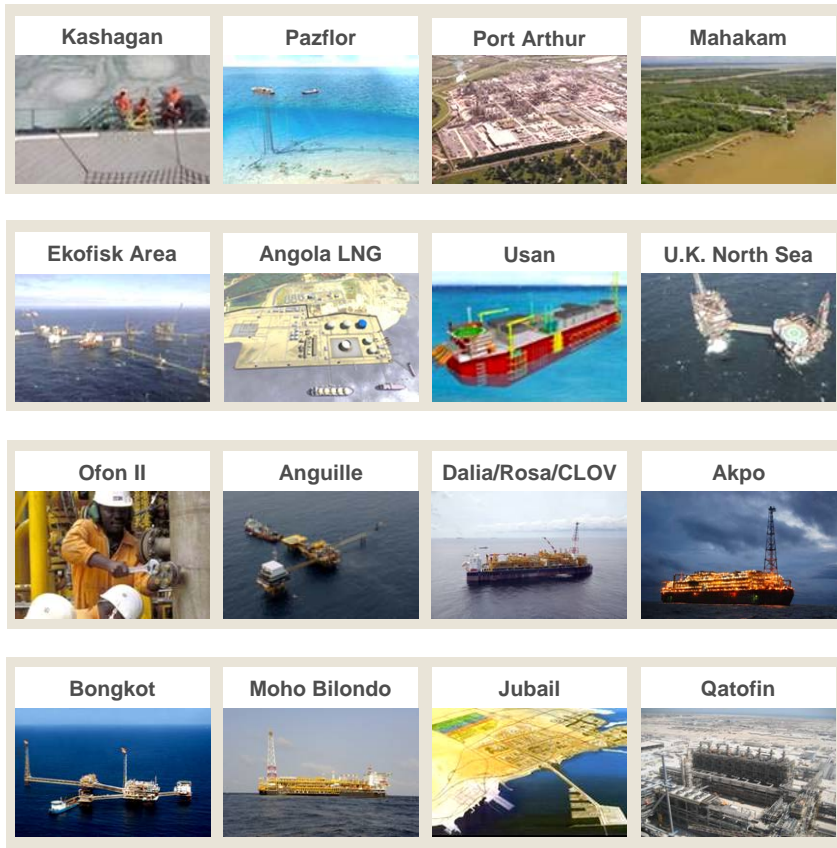 Kashagan
Pazflor
Port Arthur
Mahakam
Ekofisk Area
Angola LNG
Usan
U.K. North Sea
Ofon II
Anguille
Dalia/Rosa/CLOV
Akpo
Bongkot
Moho Bilondo
Jubail
Qatofin